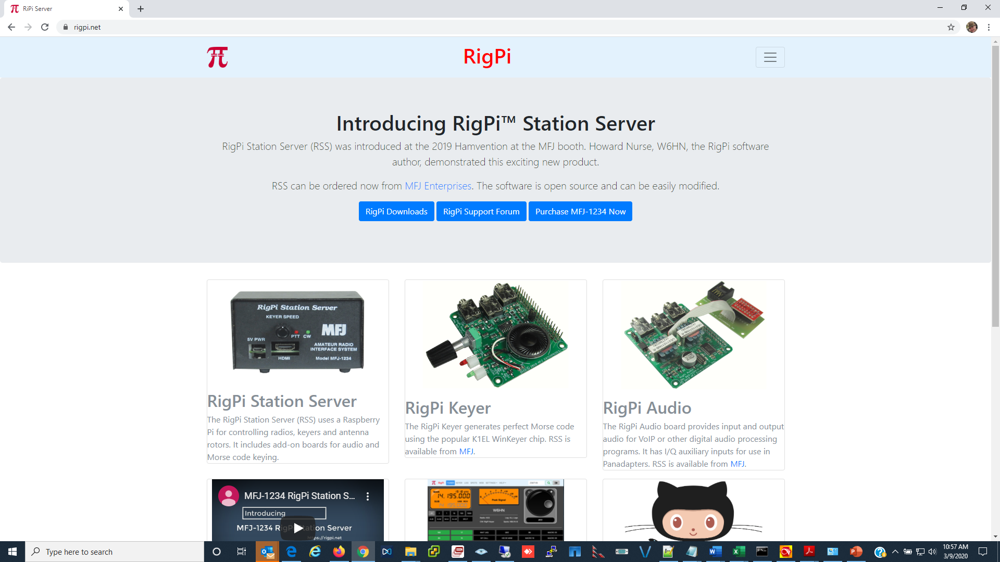 RiPi Server
rigpi.net
RigPi
Introducing RigPi™ Station Server
RigPi Station Server (RSS) was introduced at the 2019 Hamvention at the MFJ booth. Howard Nurse, W6HN, the RigPi software
author, demonstrated this exciting new product.
RSS can be ordered now from MFJ Enterprises. The software is open source and can be easily modified.
RigPi Downloads
RigPi Support Forum
Purchase MFJ-1234 Now
RigPi Station Server
KEYER SPEED
MFJ
PTT CW
5V PWR
AMATEUR RADIO
INTERFACE SYSTEM
HDMI
Model MFJ-1234
RigPi Station Server
The RigPi Station Server (RSS) uses a Raspberry
Pi for controlling radios, keyers and antenna
rotors. It includes add-on boards for audio and
Morse code keying.
RigPi Keyer
The RigPi Keyer generates perfect Morse code
using the popular K1EL WinKeyer chip. RSS is
available from MFJ.
RigPi Audio
The RigPi Audio board provides input and output
audio for VoIP or other digital audio processing
programs. It has I/Q auxiliary inputs for use in
Panadapters. RSS is available from MFJ.
MFJ-1234 RigPi Station S...
Introducing
MFJ-1234 RigPi Station Server
https://rigpi.net
RigPi
14.195.000
Peak Signal
W6HN
PTT
Type here to search
10:57 AM
3/9/2020